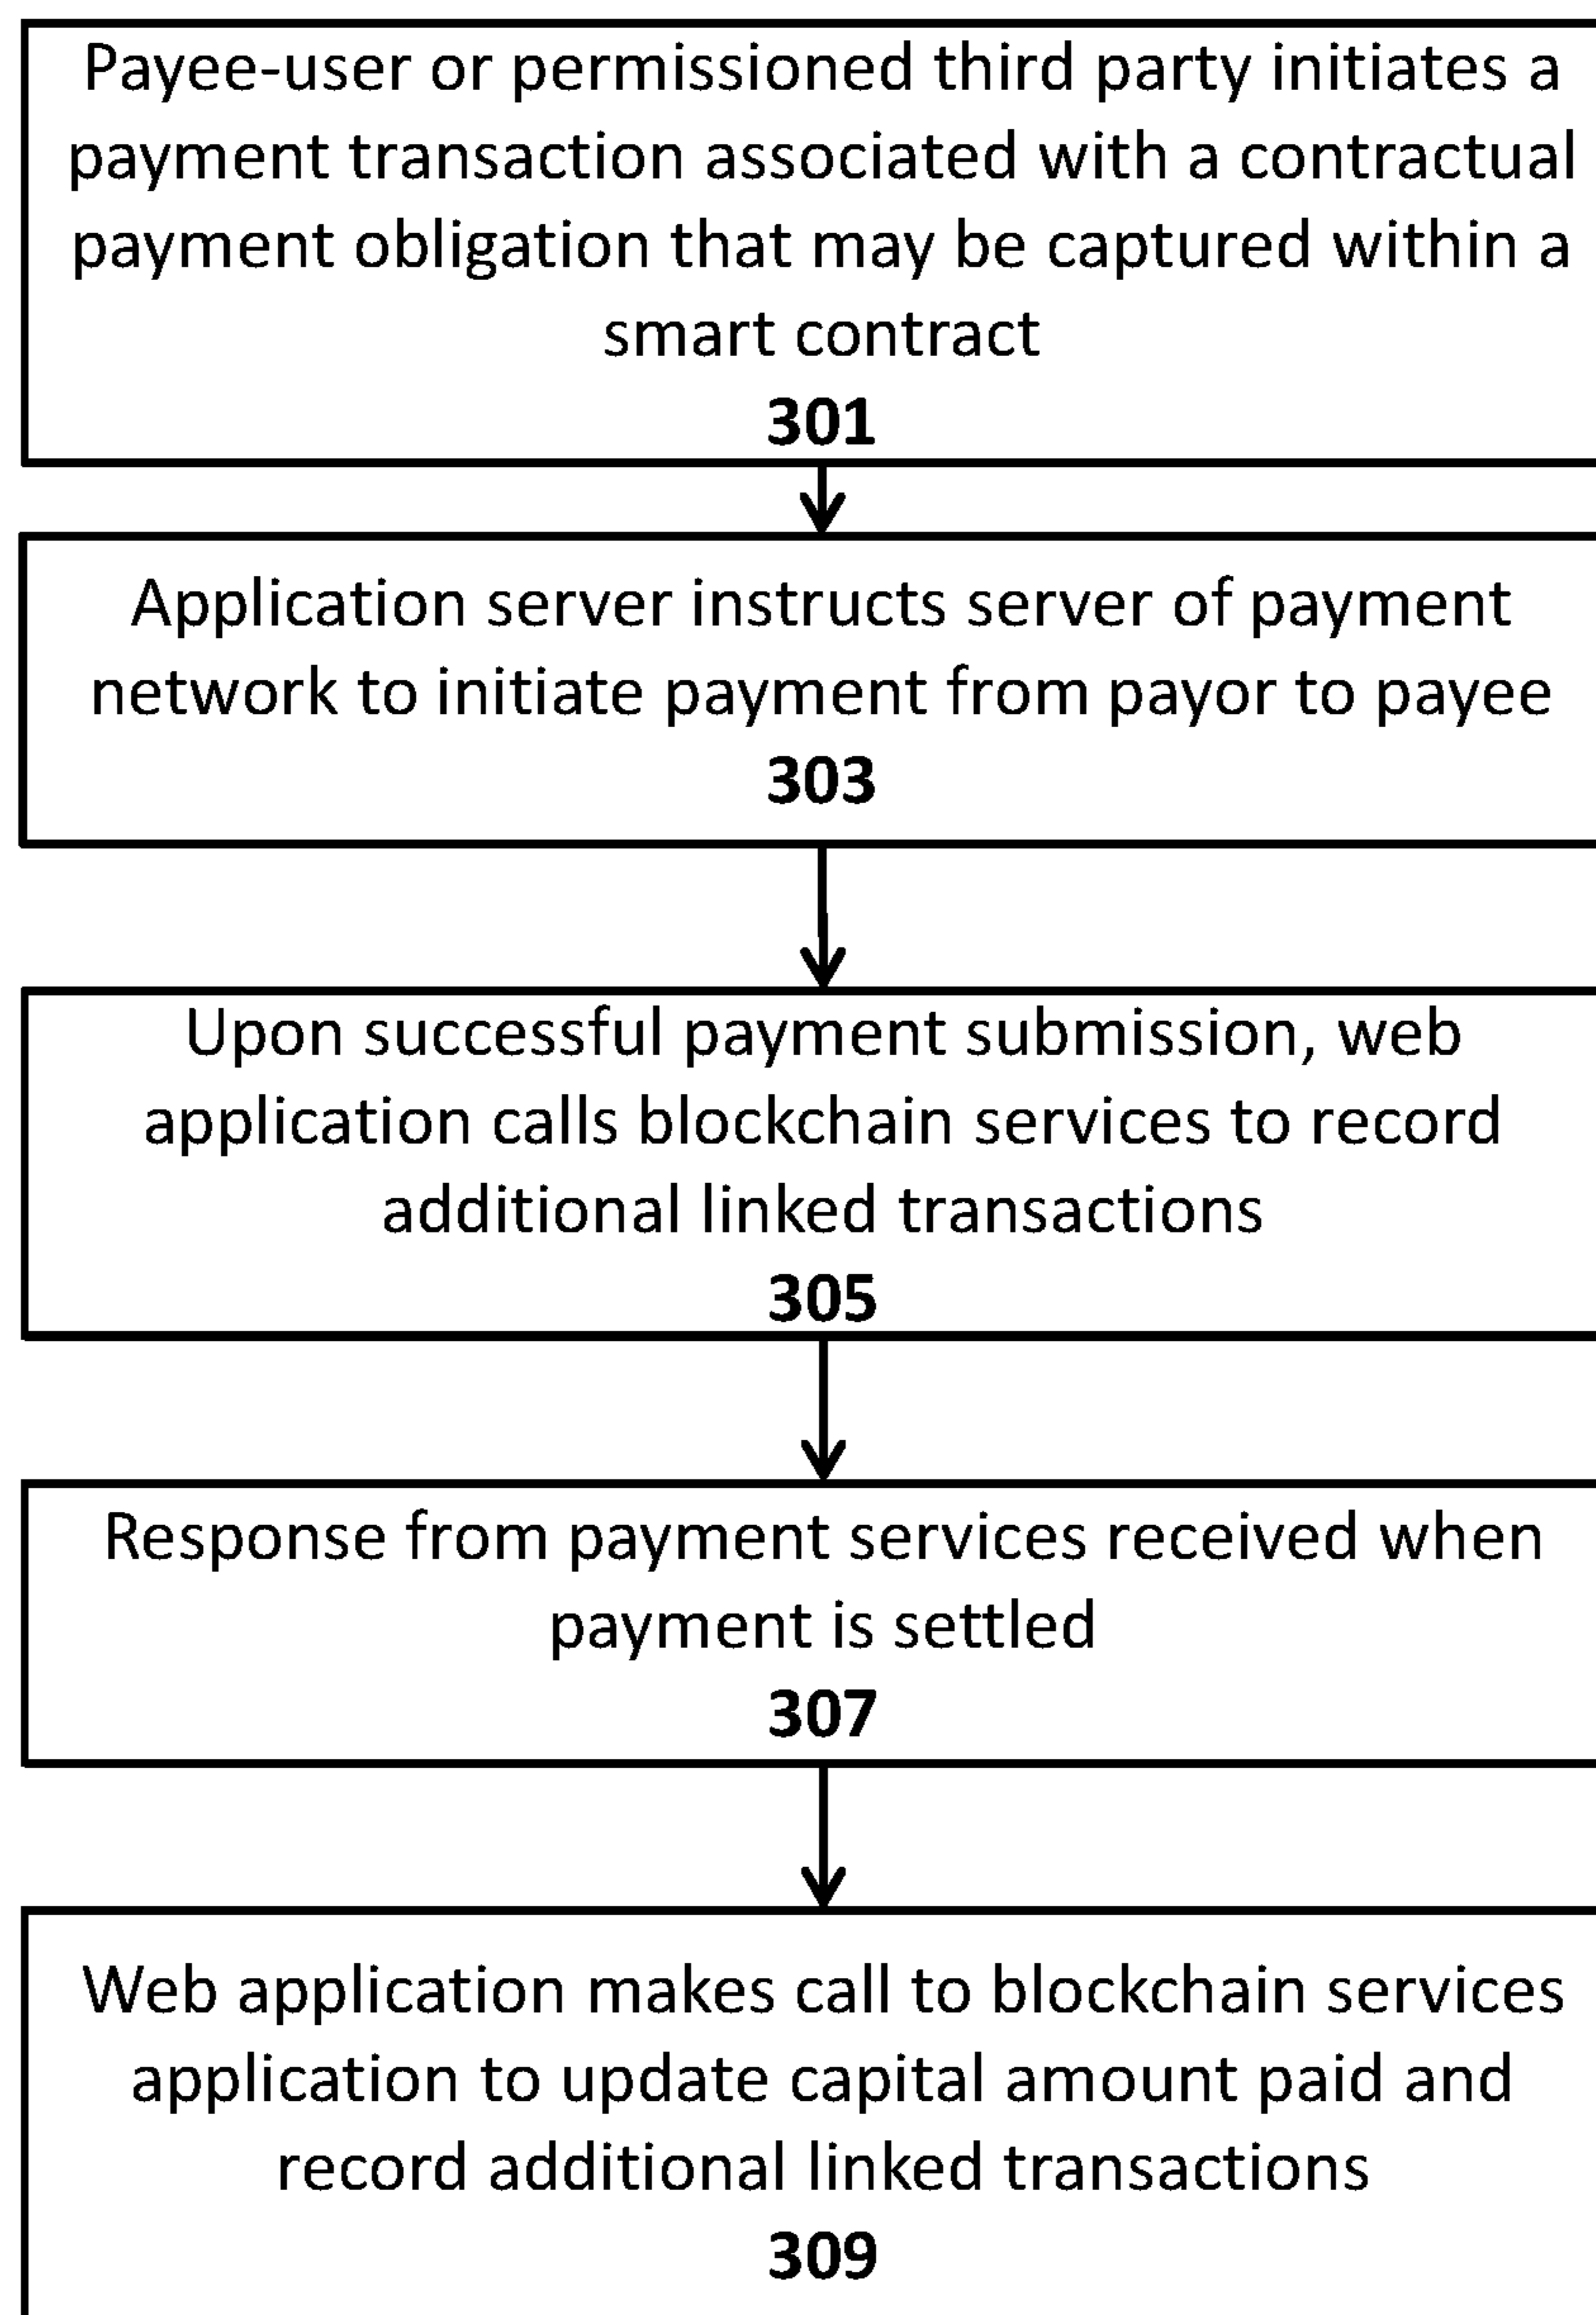 Payee-user or permissioned third party initiates a
payment transaction associated with a contractual
payment obligation that may be captured within a
smart contract
301
Application server instructs server of payment
network to initiate payment from payor to payee
303
Upon successful payment submission, web
application calls blockchain services to record
additional linked transactions
305
Response from payment services received when
payment is settled
307
Web application makes call to blockchain services
application to update capital amount paid and
record additional linked transactions
309